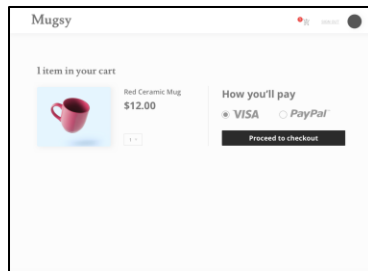 Mugsy
1 item in your cart
Red Ceramic Mug
$12.00
How you'll pay
VISA
PayPal
Proceed to checkout